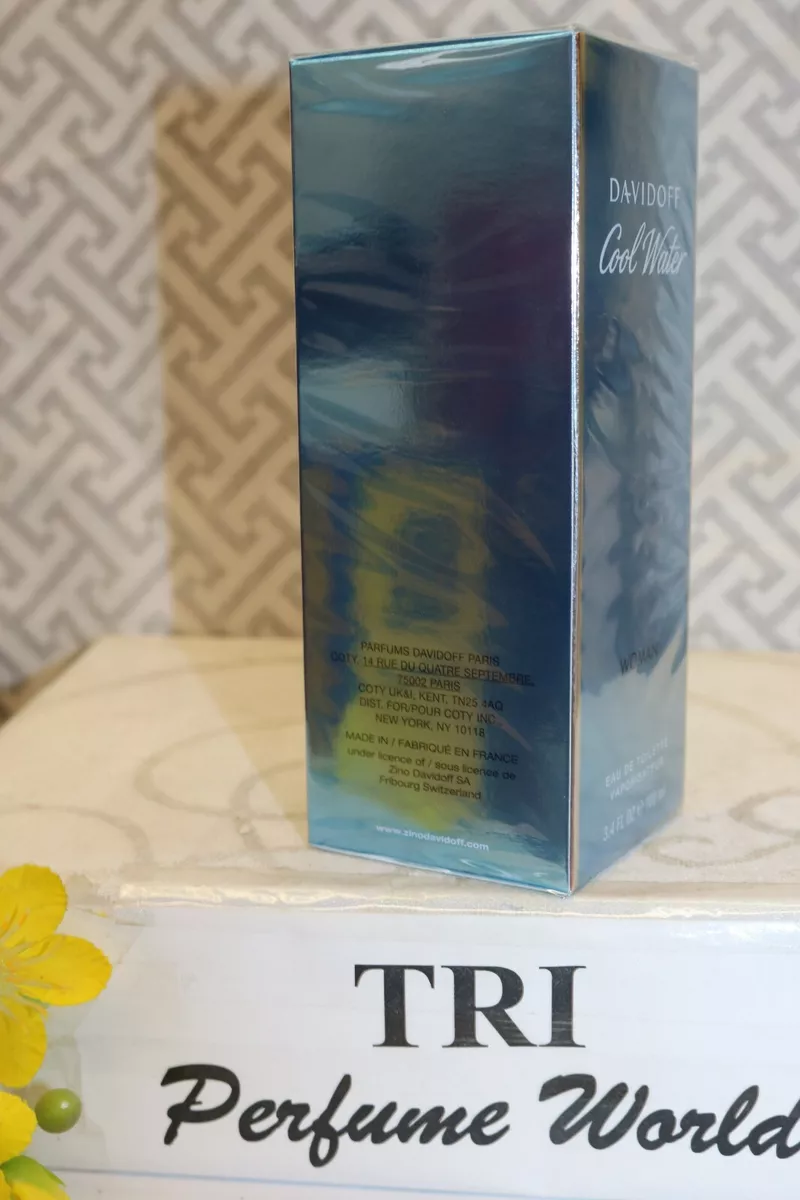 DAVIDOFF
Cool Water
WOMAN
EAU DE TOILETTE
VAPORISATEUR
3.4 FL OZ e 100 ml
PARFUMS DAVIDOFF PARIS
COTY, 14 RUE DU QUATRE SEPTEMBRE,
75002 PARIS
COTY UK&I, KENT, TN25 4AQ
DIST. FOR/POUR COTY INC.,
NEW YORK, NY 10118
MADE IN / FABRIQUÉ EN FRANCE
under licence of / sous licence de
Zino Davidoff SA
Fribourg Switzerland
www.zinodavidoff.com
TRI
Perfume World